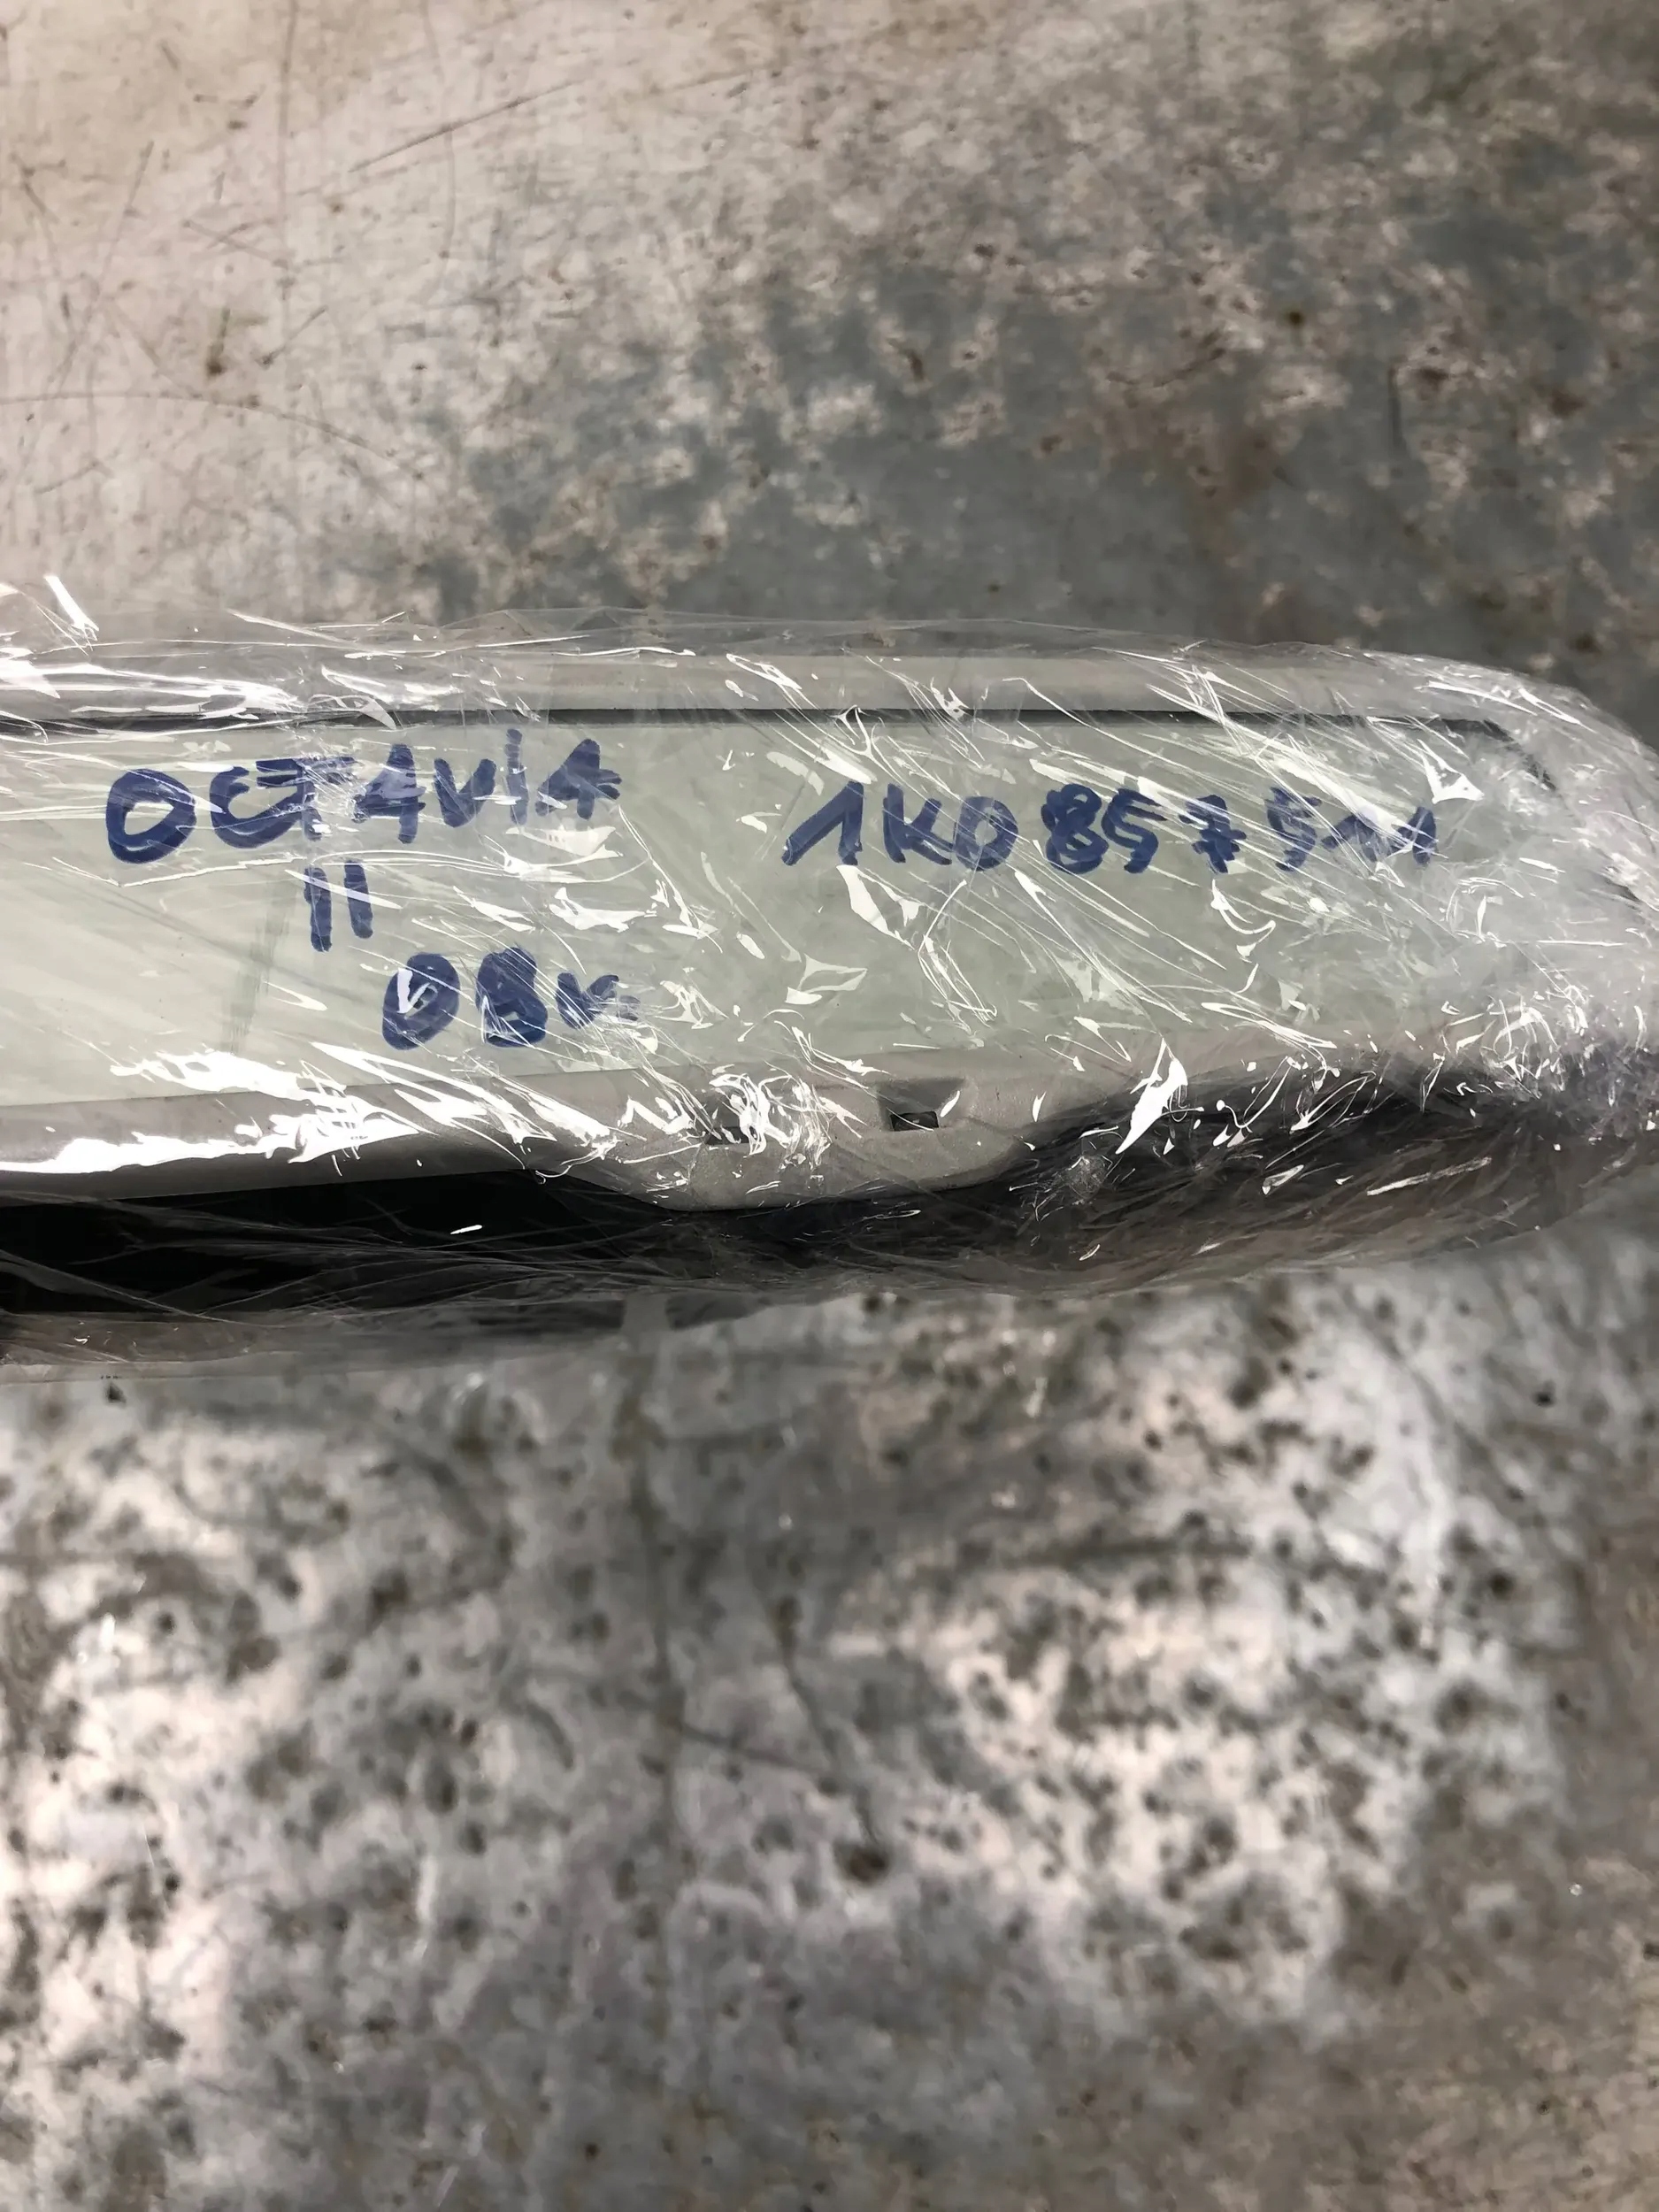 OCTAVIA
1K0 857 511
II
08r.